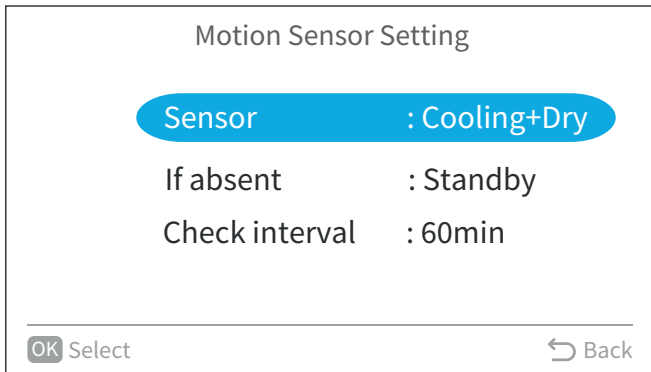 Motion Sensor Setting
Sensor : Cooling+Dry
If absent : Standby
Check interval : 60min
OK Select Back